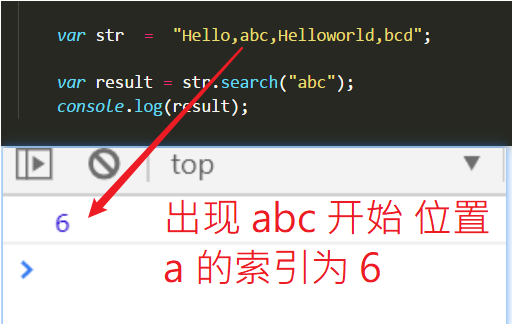 var str  =  "Hello,abc,Helloworld,bcd";
var result = str.search("abc");
console.log(result);
top
6
出现 abc 开始 位置
a 的索引为 6